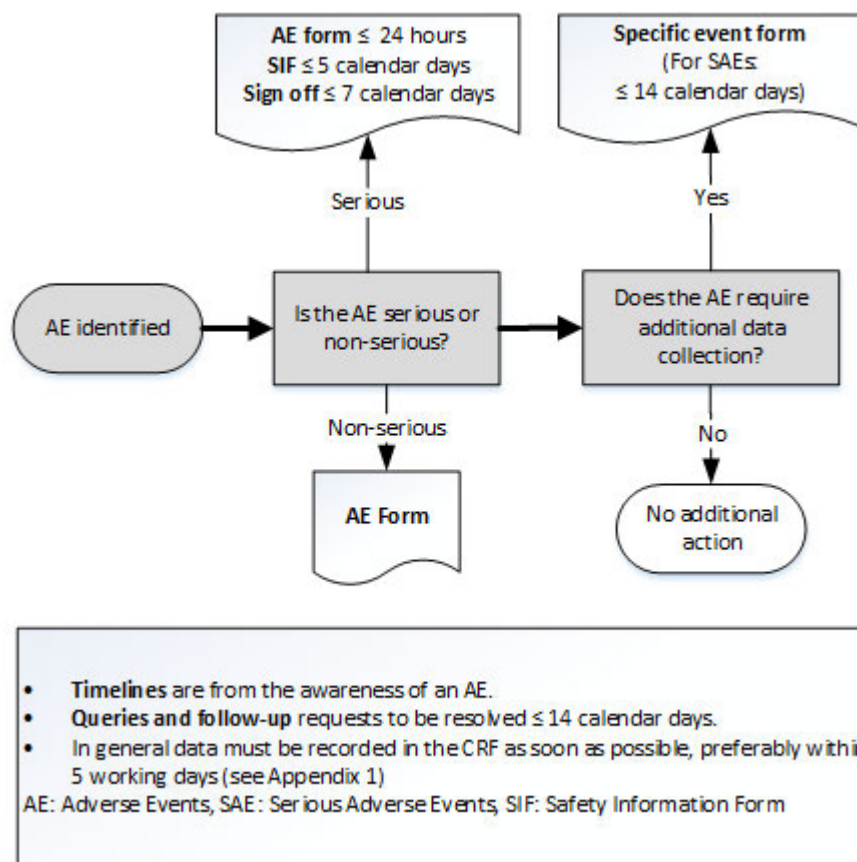 AE form ≤ 24 hours
SIF ≤ 5 calendar days
Sign off ≤ 7 calendar days
Specific event form
(For SAEs:
≤ 14 calendar days)
Serious
Yes
AE identified
Is the AE serious or
non-serious?
Does the AE require
additional data
collection?
Non-serious
No
AE Form
No additional
action
• Timelines are from the awareness of an AE.
• Queries and follow-up requests to be resolved ≤ 14 calendar days.
• In general data must be recorded in the CRF as soon as possible, preferably withi
5 working days (see Appendix 1)
AE: Adverse Events, SAE: Serious Adverse Events, SIF: Safety Information Form